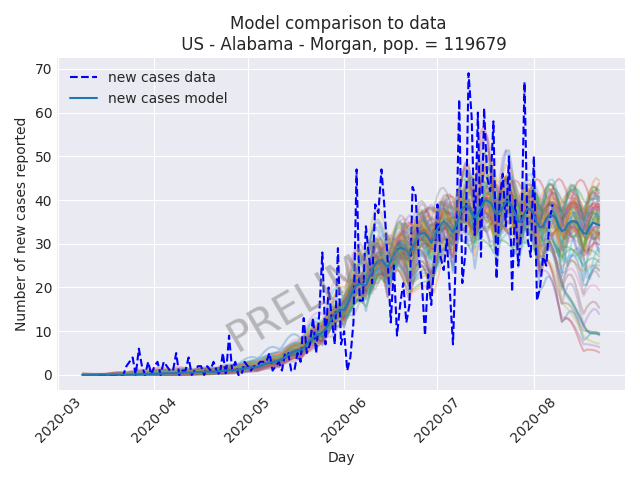 Model comparison to data
US - Alabama - Morgan, pop. = 119679
new cases data
new cases model
Number of new cases reported
70
60
50
40
30
20
10
0
2020-03
2020-04
2020-05
2020-06
2020-07
2020-08
Day